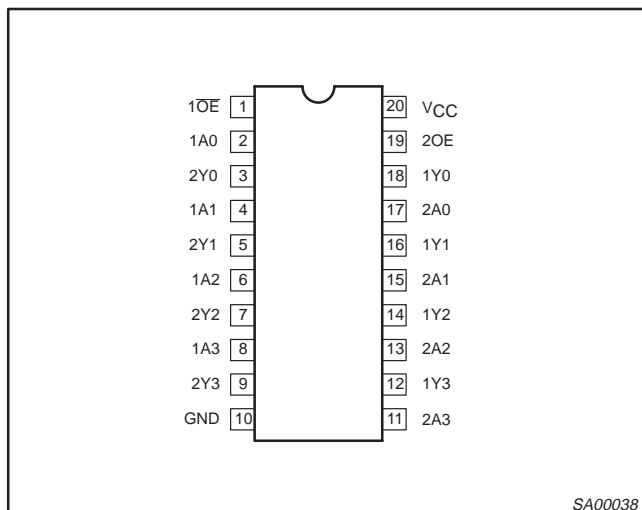 1O̅E̅ 1 20 VCC
1A0 2 19 2OE
2Y0 3 18 1Y0
1A1 4 17 2A0
2Y1 5 16 1Y1
1A2 6 15 2A1
2Y2 7 14 1Y2
1A3 8 13 2A2
2Y3 9 12 1Y3
GND 10 11 2A3
SA00038